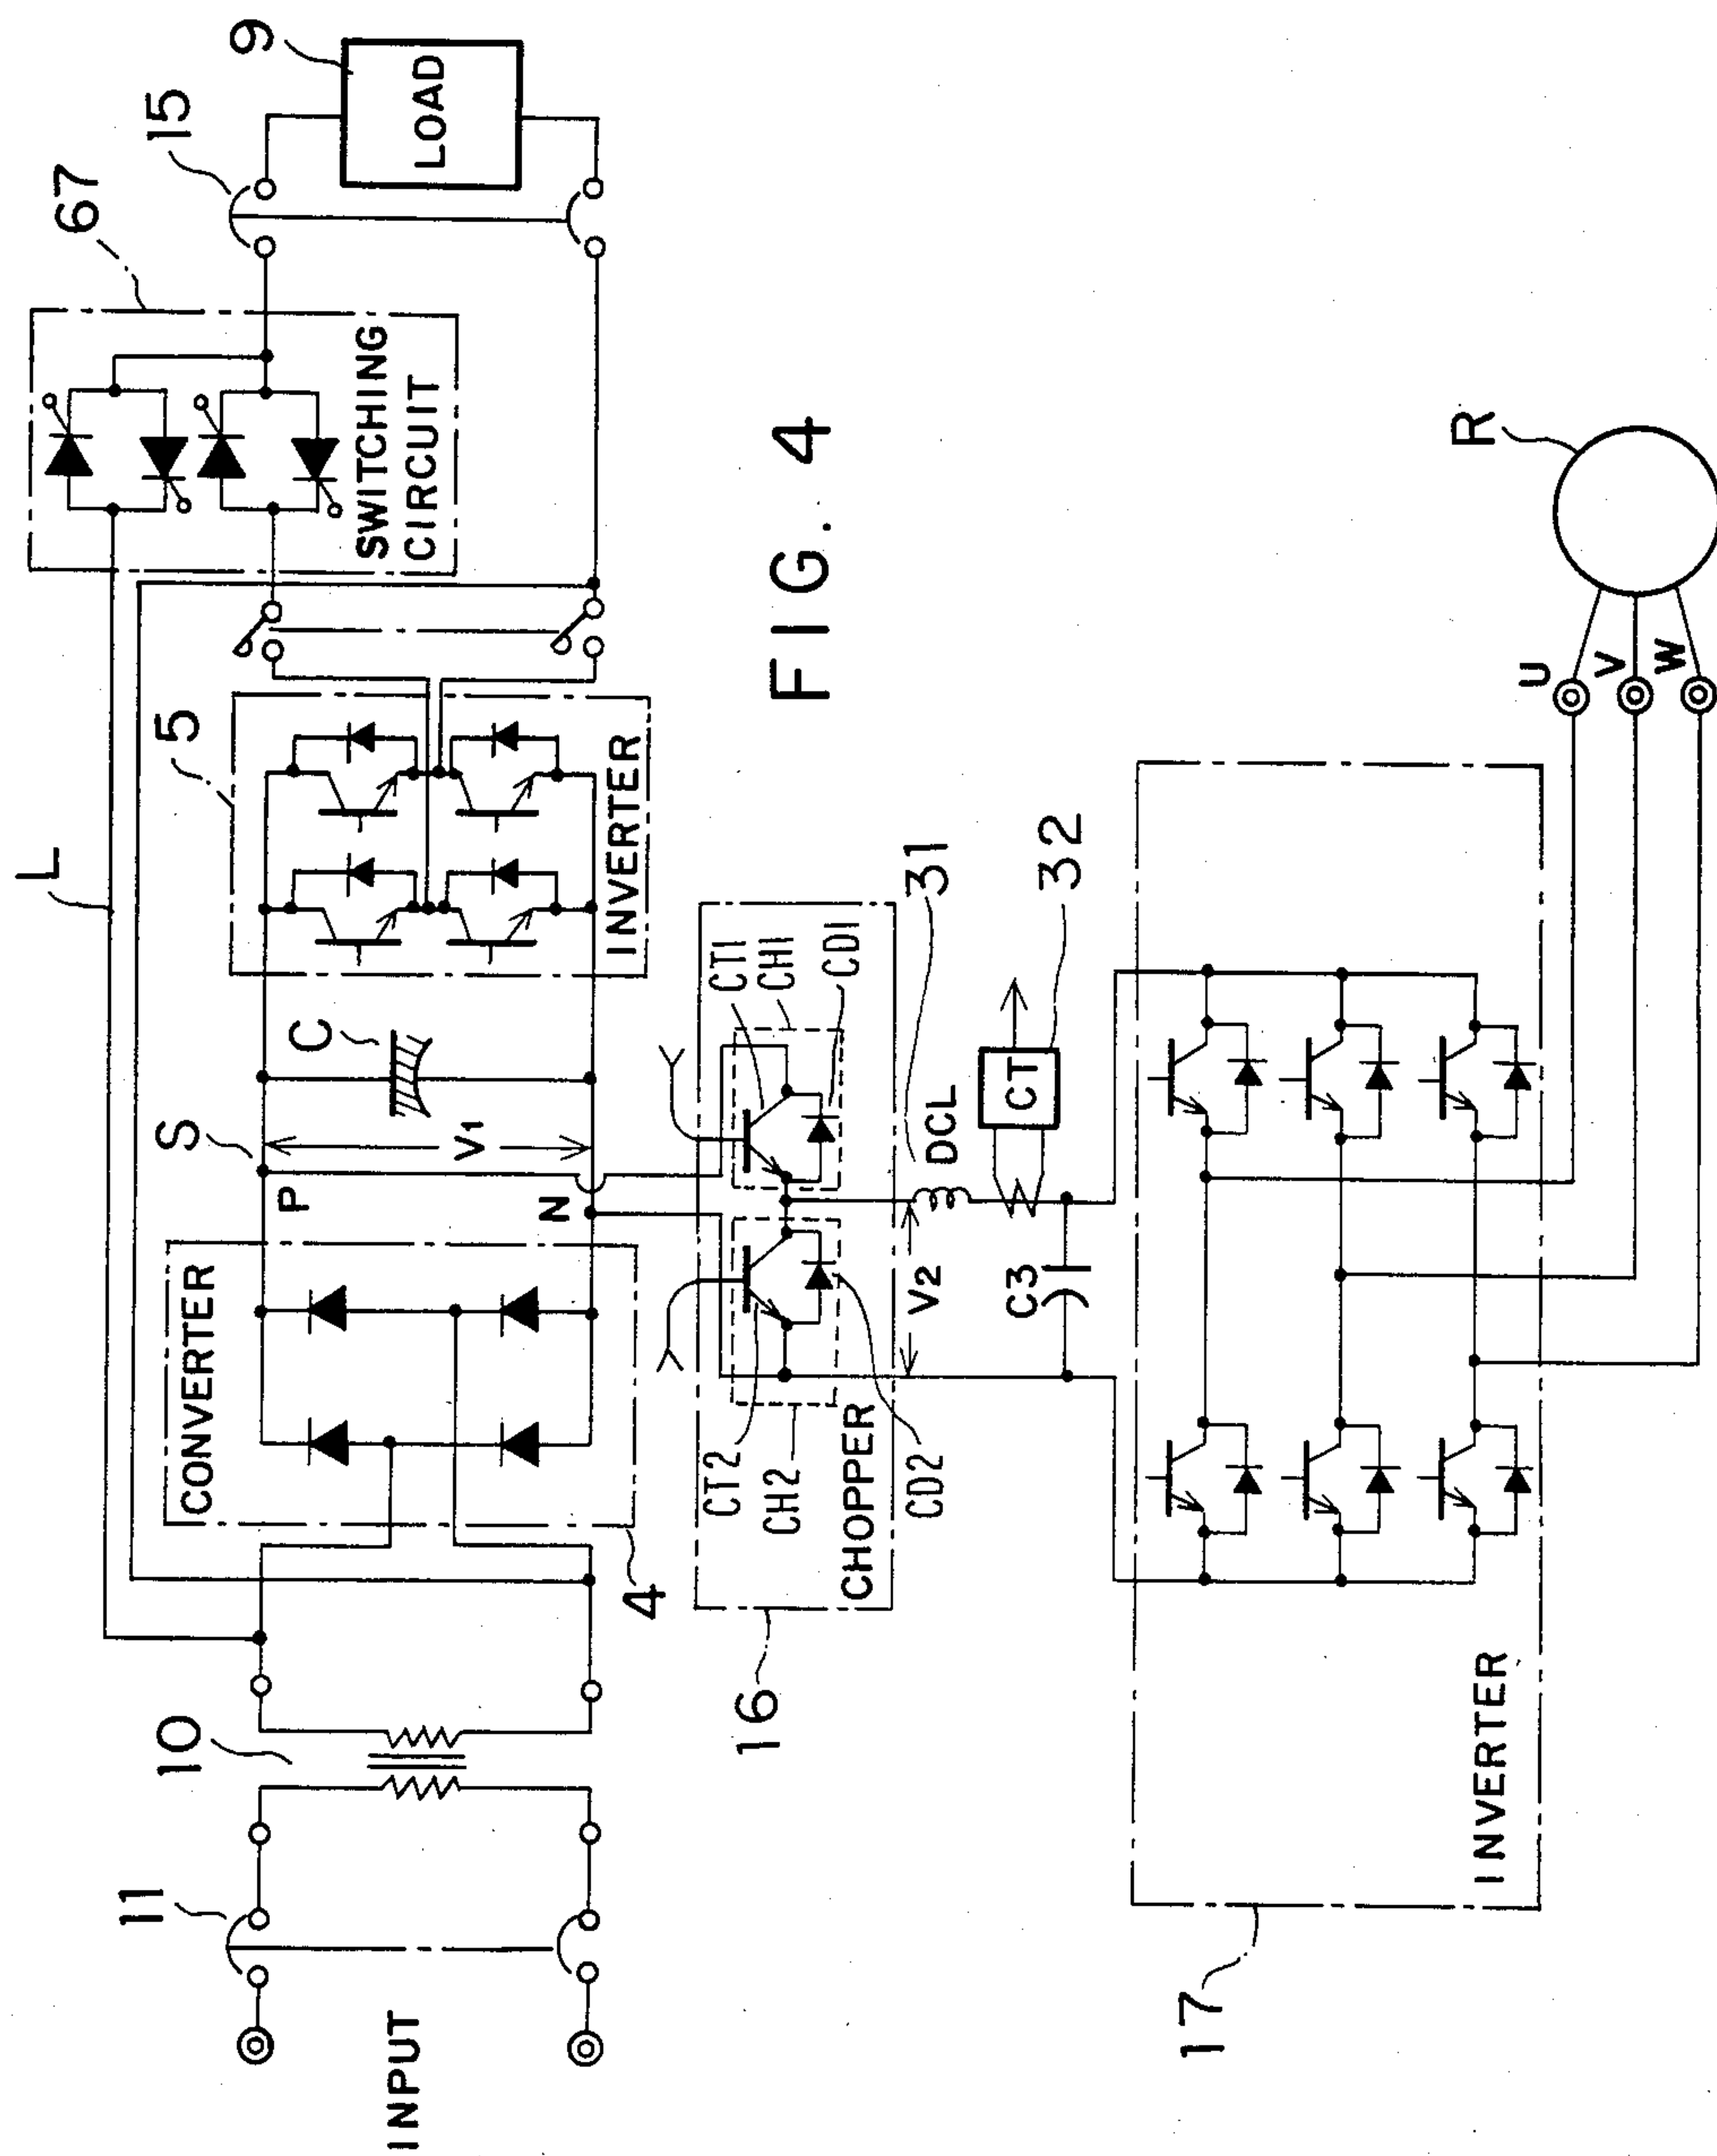 INPUT
11
10
L
CONVERTER
4
P
N
S
V1
C
5
INVERTER
67
SWITCHING
CIRCUIT
15
9
LOAD
16
CHOPPER
CT2
CH2
CD2
CT1
CH1
CD1
V2
31
DCL
CT
32
C3
17
INVERTER
U
V
W
R
FIG. 4